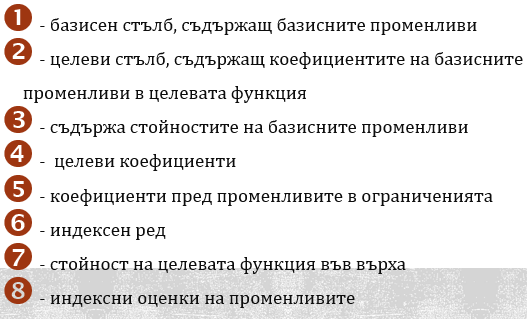 1 - базисен стълб, съдържащ базисните променливи
2 - целеви стълб, съдържащ коефициентите на базисните
променливи в целевата функция
3 - съдържа стойностите на базисните променливи
4 - целеви коефициенти
5 - коефициенти пред променливите в ограниченията
6 - индексен ред
7 - стойност на целевата функция във върха
8 - индексни оценки на променливите